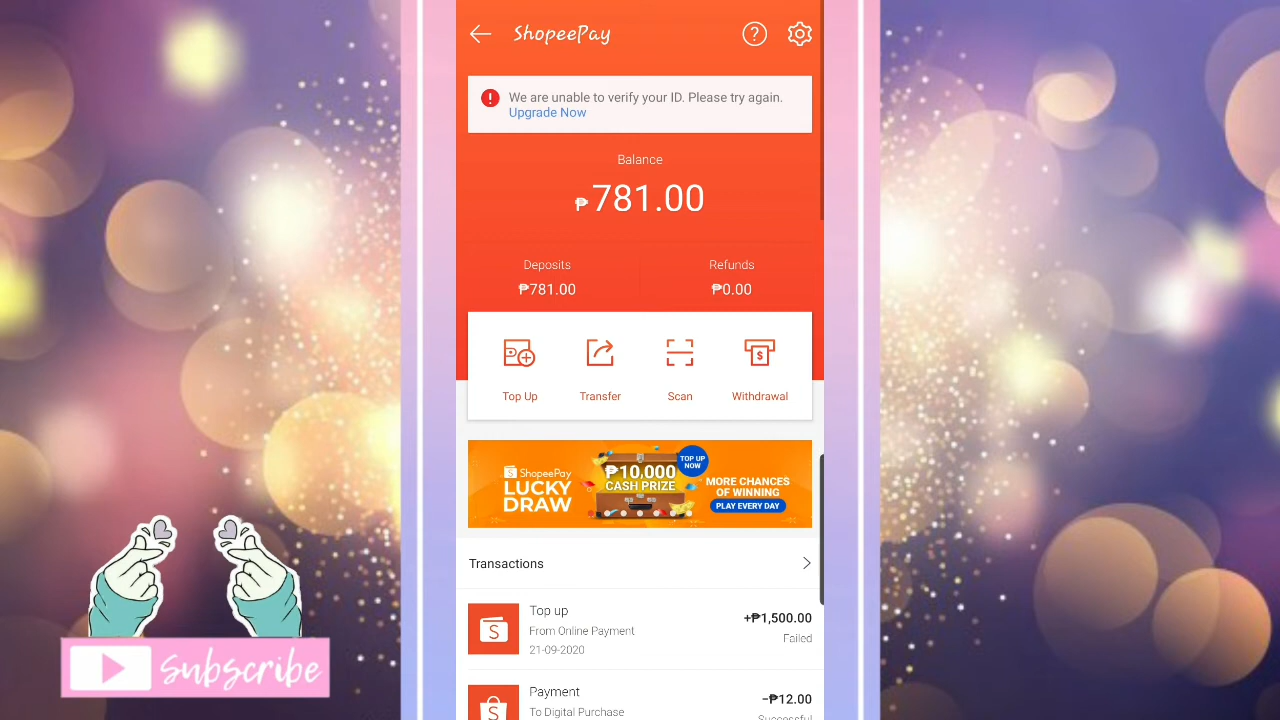 ShopeePay
?
We are unable to verify your ID. Please try again.
Upgrade Now
Balance
₱781.00
Deposits
Refunds
₱781.00
₱0.00
Top Up
Transfer
Scan
Withdrawal
ShopeePay
LUCKY
DRAW
₱10,000
CASH PRIZE
TOP UP
NOW
MORE CHANCES
OF WINNING
PLAY EVERY DAY
Transactions
Top up
+₱1,500.00
From Online Payment
Failed
21-09-2020
Payment
−₱12.00
To Digital Purchase
Successful
Subscribe